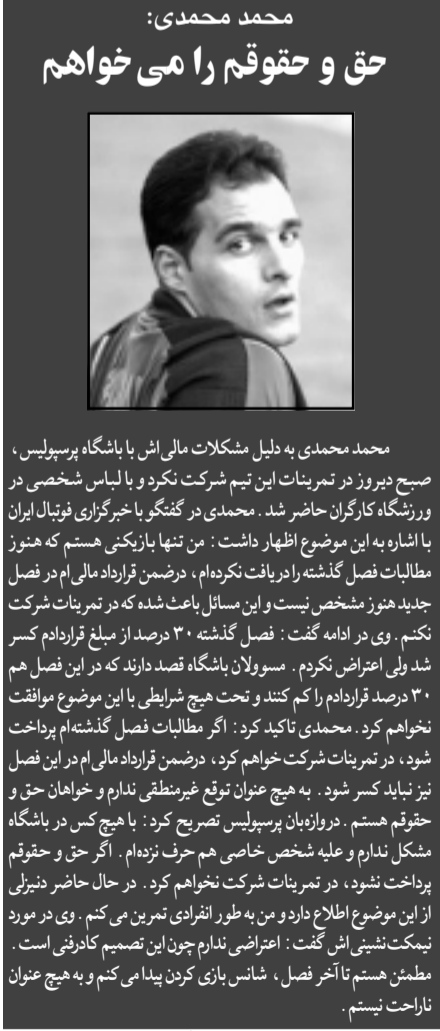 محمد محمدی:
حق و حقوقم را می خواهم
محمد محمدی به دلیل مشکلات مالی‌اش با باشگاه پرسپولیس،
صبح دیروز در تمرینات این تیم شرکت نکرد و با لباس شخصی در
ورزشگاه کارگران حاضر شد. محمدی در گفتگو با خبرگزاری فوتبال ایران
با اشاره به این موضوع اظهار داشت: من تنها بازیکنی هستم که هنوز
مطالبات فصل گذشته را دریافت نکرده‌ام، درضمن قرارداد مالی‌ام در فصل
جدید هنوز مشخص نیست و این مسائل باعث شده که در تمرینات شرکت
نکنم. وی در ادامه گفت: فصل گذشته ۳۰ درصد از مبلغ قراردادم کسر
شد ولی اعتراض نکردم. مسوولان باشگاه قصد دارند که در این فصل هم
۳۰ درصد قراردادم را کم کنند و تحت هیچ شرایطی با این موضوع موافقت
نخواهم کرد. محمدی تاکید کرد: اگر مطالبات فصل گذشته‌ام پرداخت
شود، در تمرینات شرکت خواهم کرد، درضمن قرارداد مالی‌ام در این فصل
نیز نباید کسر شود. به هیچ عنوان توقع غیرمنطقی ندارم و خواهان حق و
حقوقم هستم. دروازه‌بان پرسپولیس تصریح کرد: با هیچ کس در باشگاه
مشکل ندارم و علیه شخص خاصی هم حرف نزده‌ام. اگر حق و حقوقم
پرداخت نشود، در تمرینات شرکت نخواهم کرد. در حال حاضر دنیزلی
از این موضوع اطلاع دارد و من به طور انفرادی تمرین می کنم. وی در مورد
نیمکت‌نشینی‌اش گفت: اعتراضی ندارم چون این تصمیم کادرفنی است.
مطمئن هستم تا آخر فصل، شانس بازی کردن پیدا می کنم و به هیچ عنوان
ناراحت نیستم.